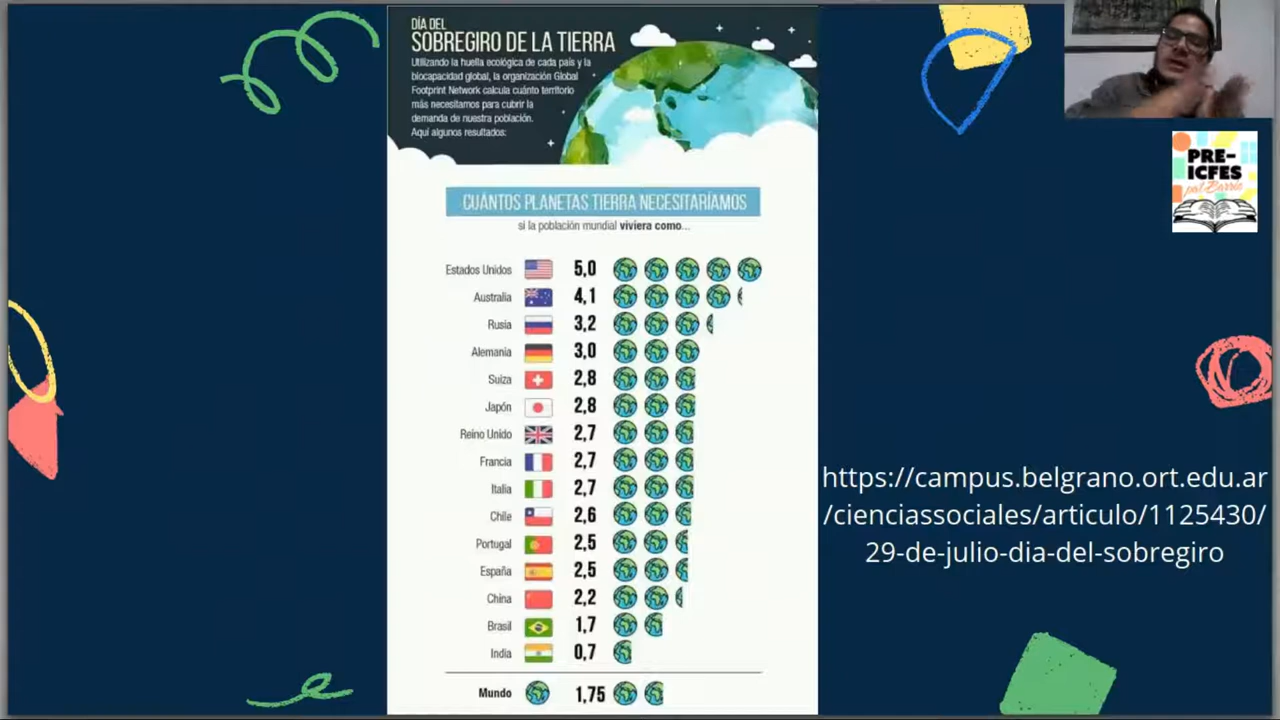 DÍA DEL
SOBREGIRO DE LA TIERRA
Utilizando la huella ecológica de cada país y la
biocapacidad global, la organización Global
Footprint Network calcula cuánto territorio
más necesitamos para cubrir la
demanda de nuestra población.
Aquí algunos resultados:
CUÁNTOS PLANETAS TIERRA NECESITARÍAMOS
si la población mundial viviera como...
Estados Unidos 5,0
Australia 4,1
Rusia 3,2
Alemania 3,0
Suiza 2,8
Japón 2,8
Reino Unido 2,7
Francia 2,7
Italia 2,7
Chile 2,6
Portugal 2,5
España 2,5
China 2,2
Brasil 1,7
India 0,7
Mundo 1,75
PRE-
ICFES
pal Barrio
https://campus.belgrano.ort.edu.ar
/cienciassociales/articulo/1125430/
29-de-julio-dia-del-sobregiro